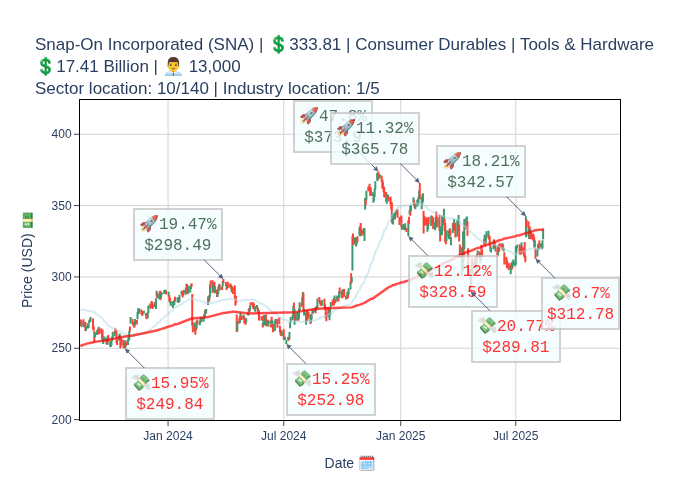 Snap-On Incorporated (SNA) | 💲333.81 | Consumer Durables | Tools & Hardware
💲17.41 Billion | 👨‍💼 13,000
Sector location: 10/140 | Industry location: 1/5
🚀11.32%
$365.78
🚀18.21%
$342.57
🚀19.47%
$298.49
💸12.12%
$328.59
💸8.7%
$312.78
💸20.77%
$289.81
💸15.95%
$249.84
💸15.25%
$252.98
400
350
300
250
200
Price (USD) 💵
Jan 2024
Jul 2024
Jan 2025
Jul 2025
Date 🗓️